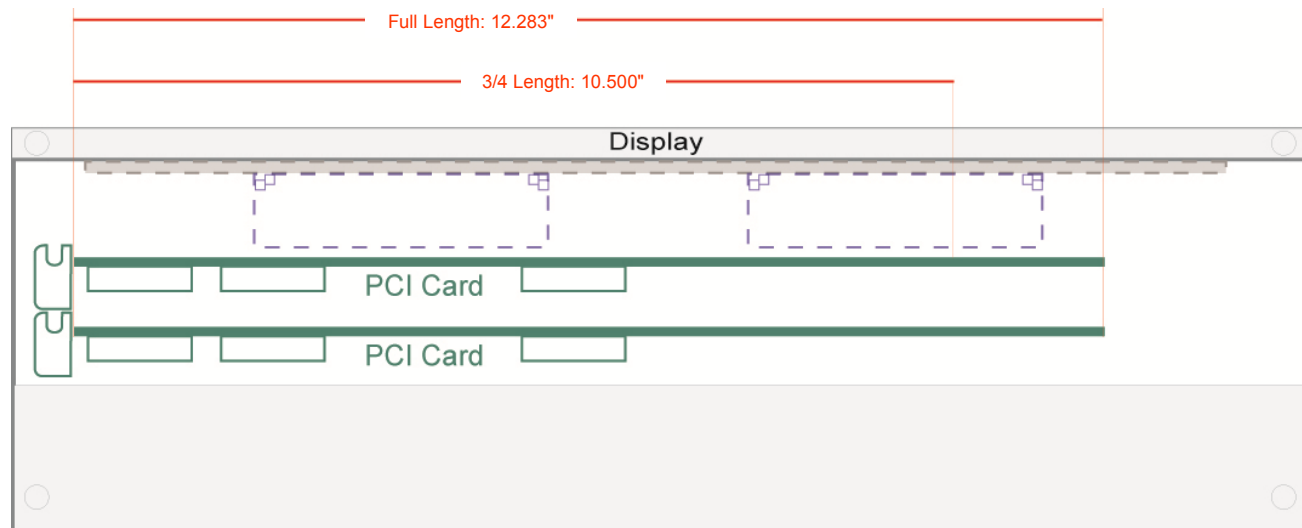 Full Length: 12.283"
3/4 Length: 10.500"
Display
PCI Card
PCI Card